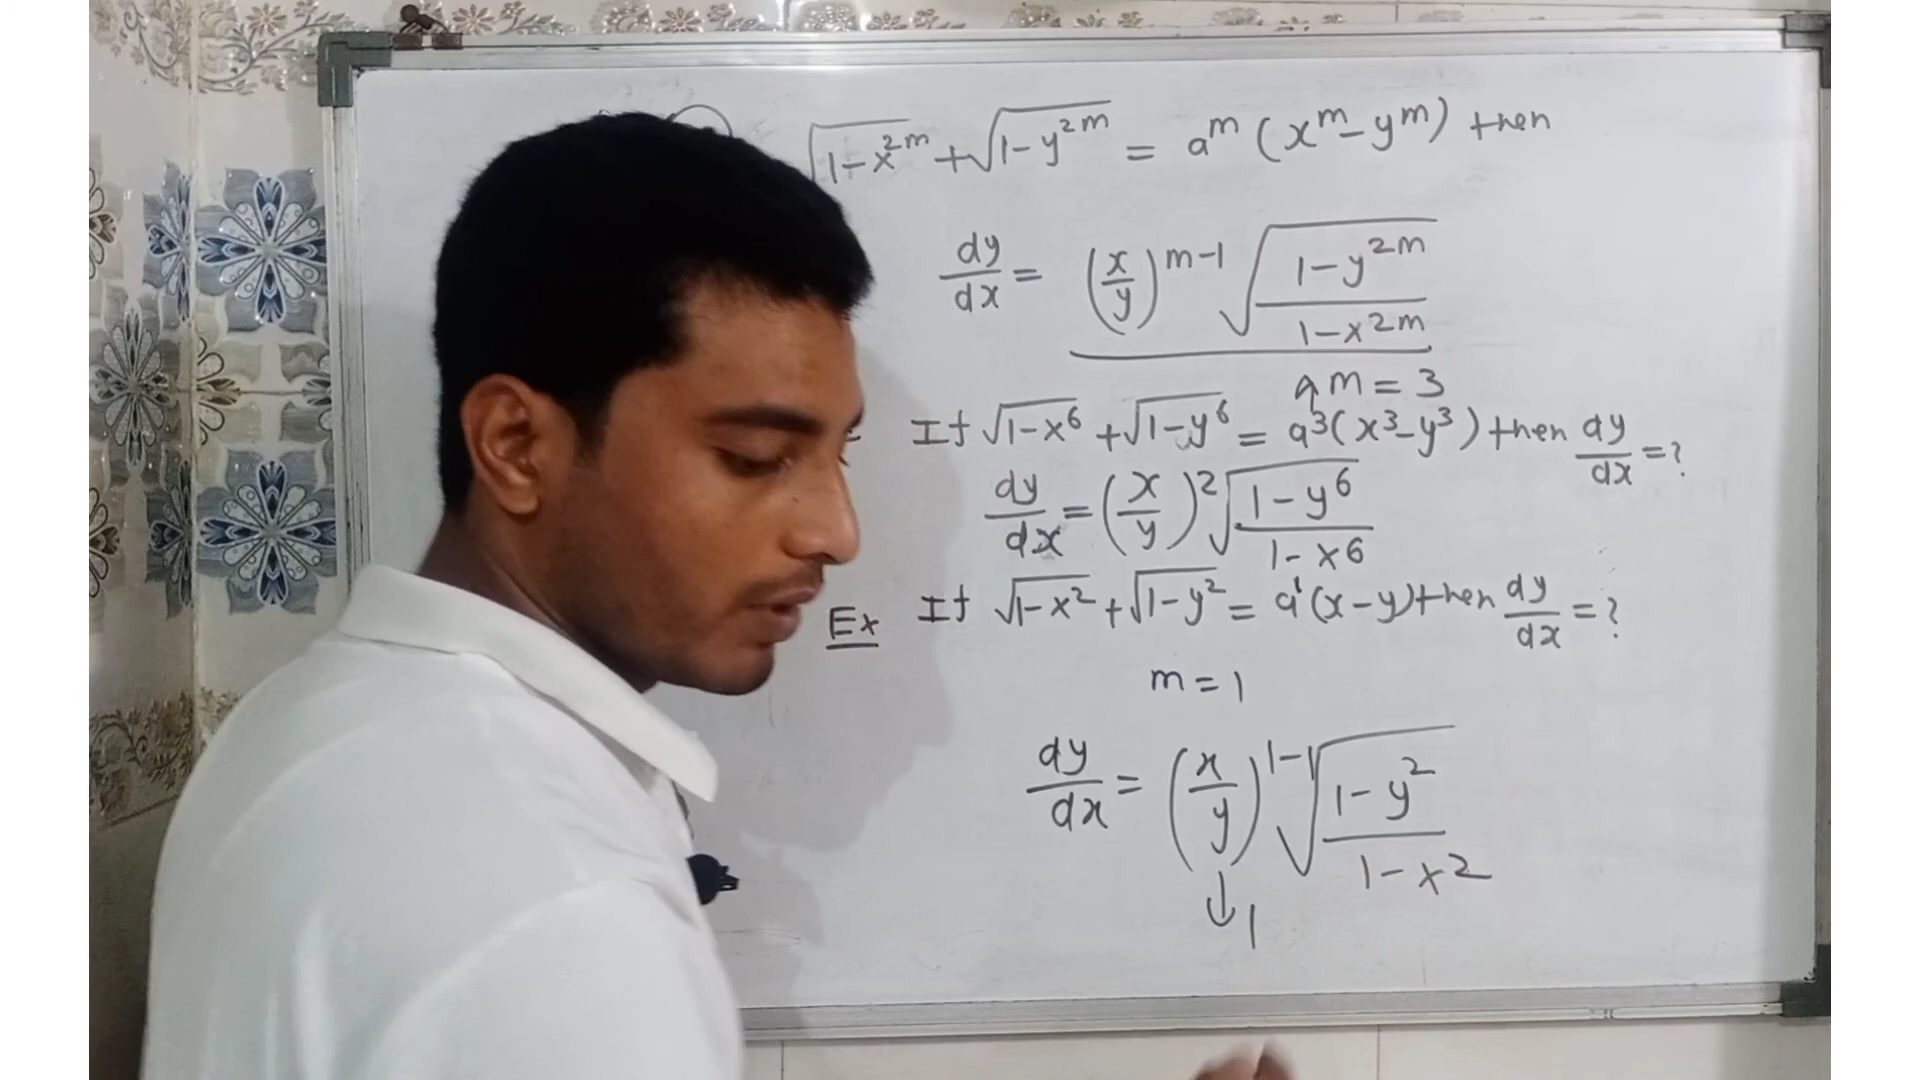 √(1-x^2m) + √(1-y^2m) = a^m (x^m - y^m) then
dy/dx = (x/y)^(m-1) √((1-y^2m)/(1-x^2m))
m = 3
If √(1-x^6) + √(1-y^6) = a^3 (x^3 - y^3) then dy/dx = ?
dy/dx = (x/y)^2 √((1-y^6)/(1-x^6))
Ex If √(1-x^2) + √(1-y^2) = a^1 (x-y) then dy/dx = ?
m = 1
dy/dx = (x/y)^(1-1) √((1-y^2)/(1-x^2))
↓ 1